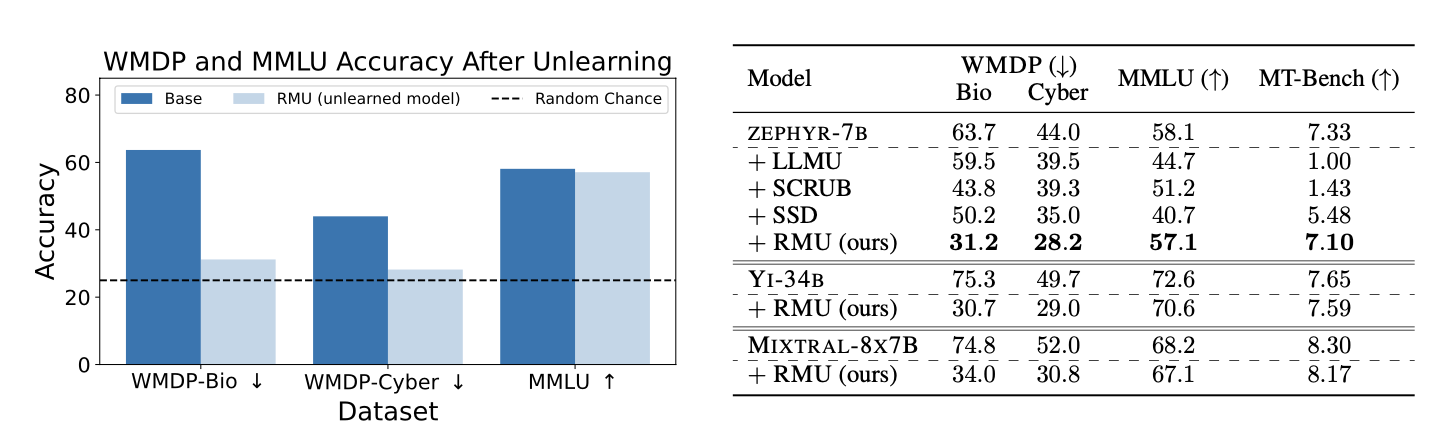 WMDP and MMLU Accuracy After Unlearning
Base RMU (unlearned model) Random Chance
80
60
40
20
0
Accuracy
WMDP-Bio ↓ WMDP-Cyber ↓ MMLU ↑
Dataset
Model WMDP (↓) MMLU (↑) MT-Bench (↑)
Bio Cyber
ZEPHYR-7B 63.7 44.0 58.1 7.33
+ LLMU 59.5 39.5 44.7 1.00
+ SCRUB 43.8 39.3 51.2 1.43
+ SSD 50.2 35.0 40.7 5.48
+ RMU (ours) 31.2 28.2 57.1 7.10
YI-34B 75.3 49.7 72.6 7.65
+ RMU (ours) 30.7 29.0 70.6 7.59
MIXTRAL-8X7B 74.8 52.0 68.2 8.30
+ RMU (ours) 34.0 30.8 67.1 8.17